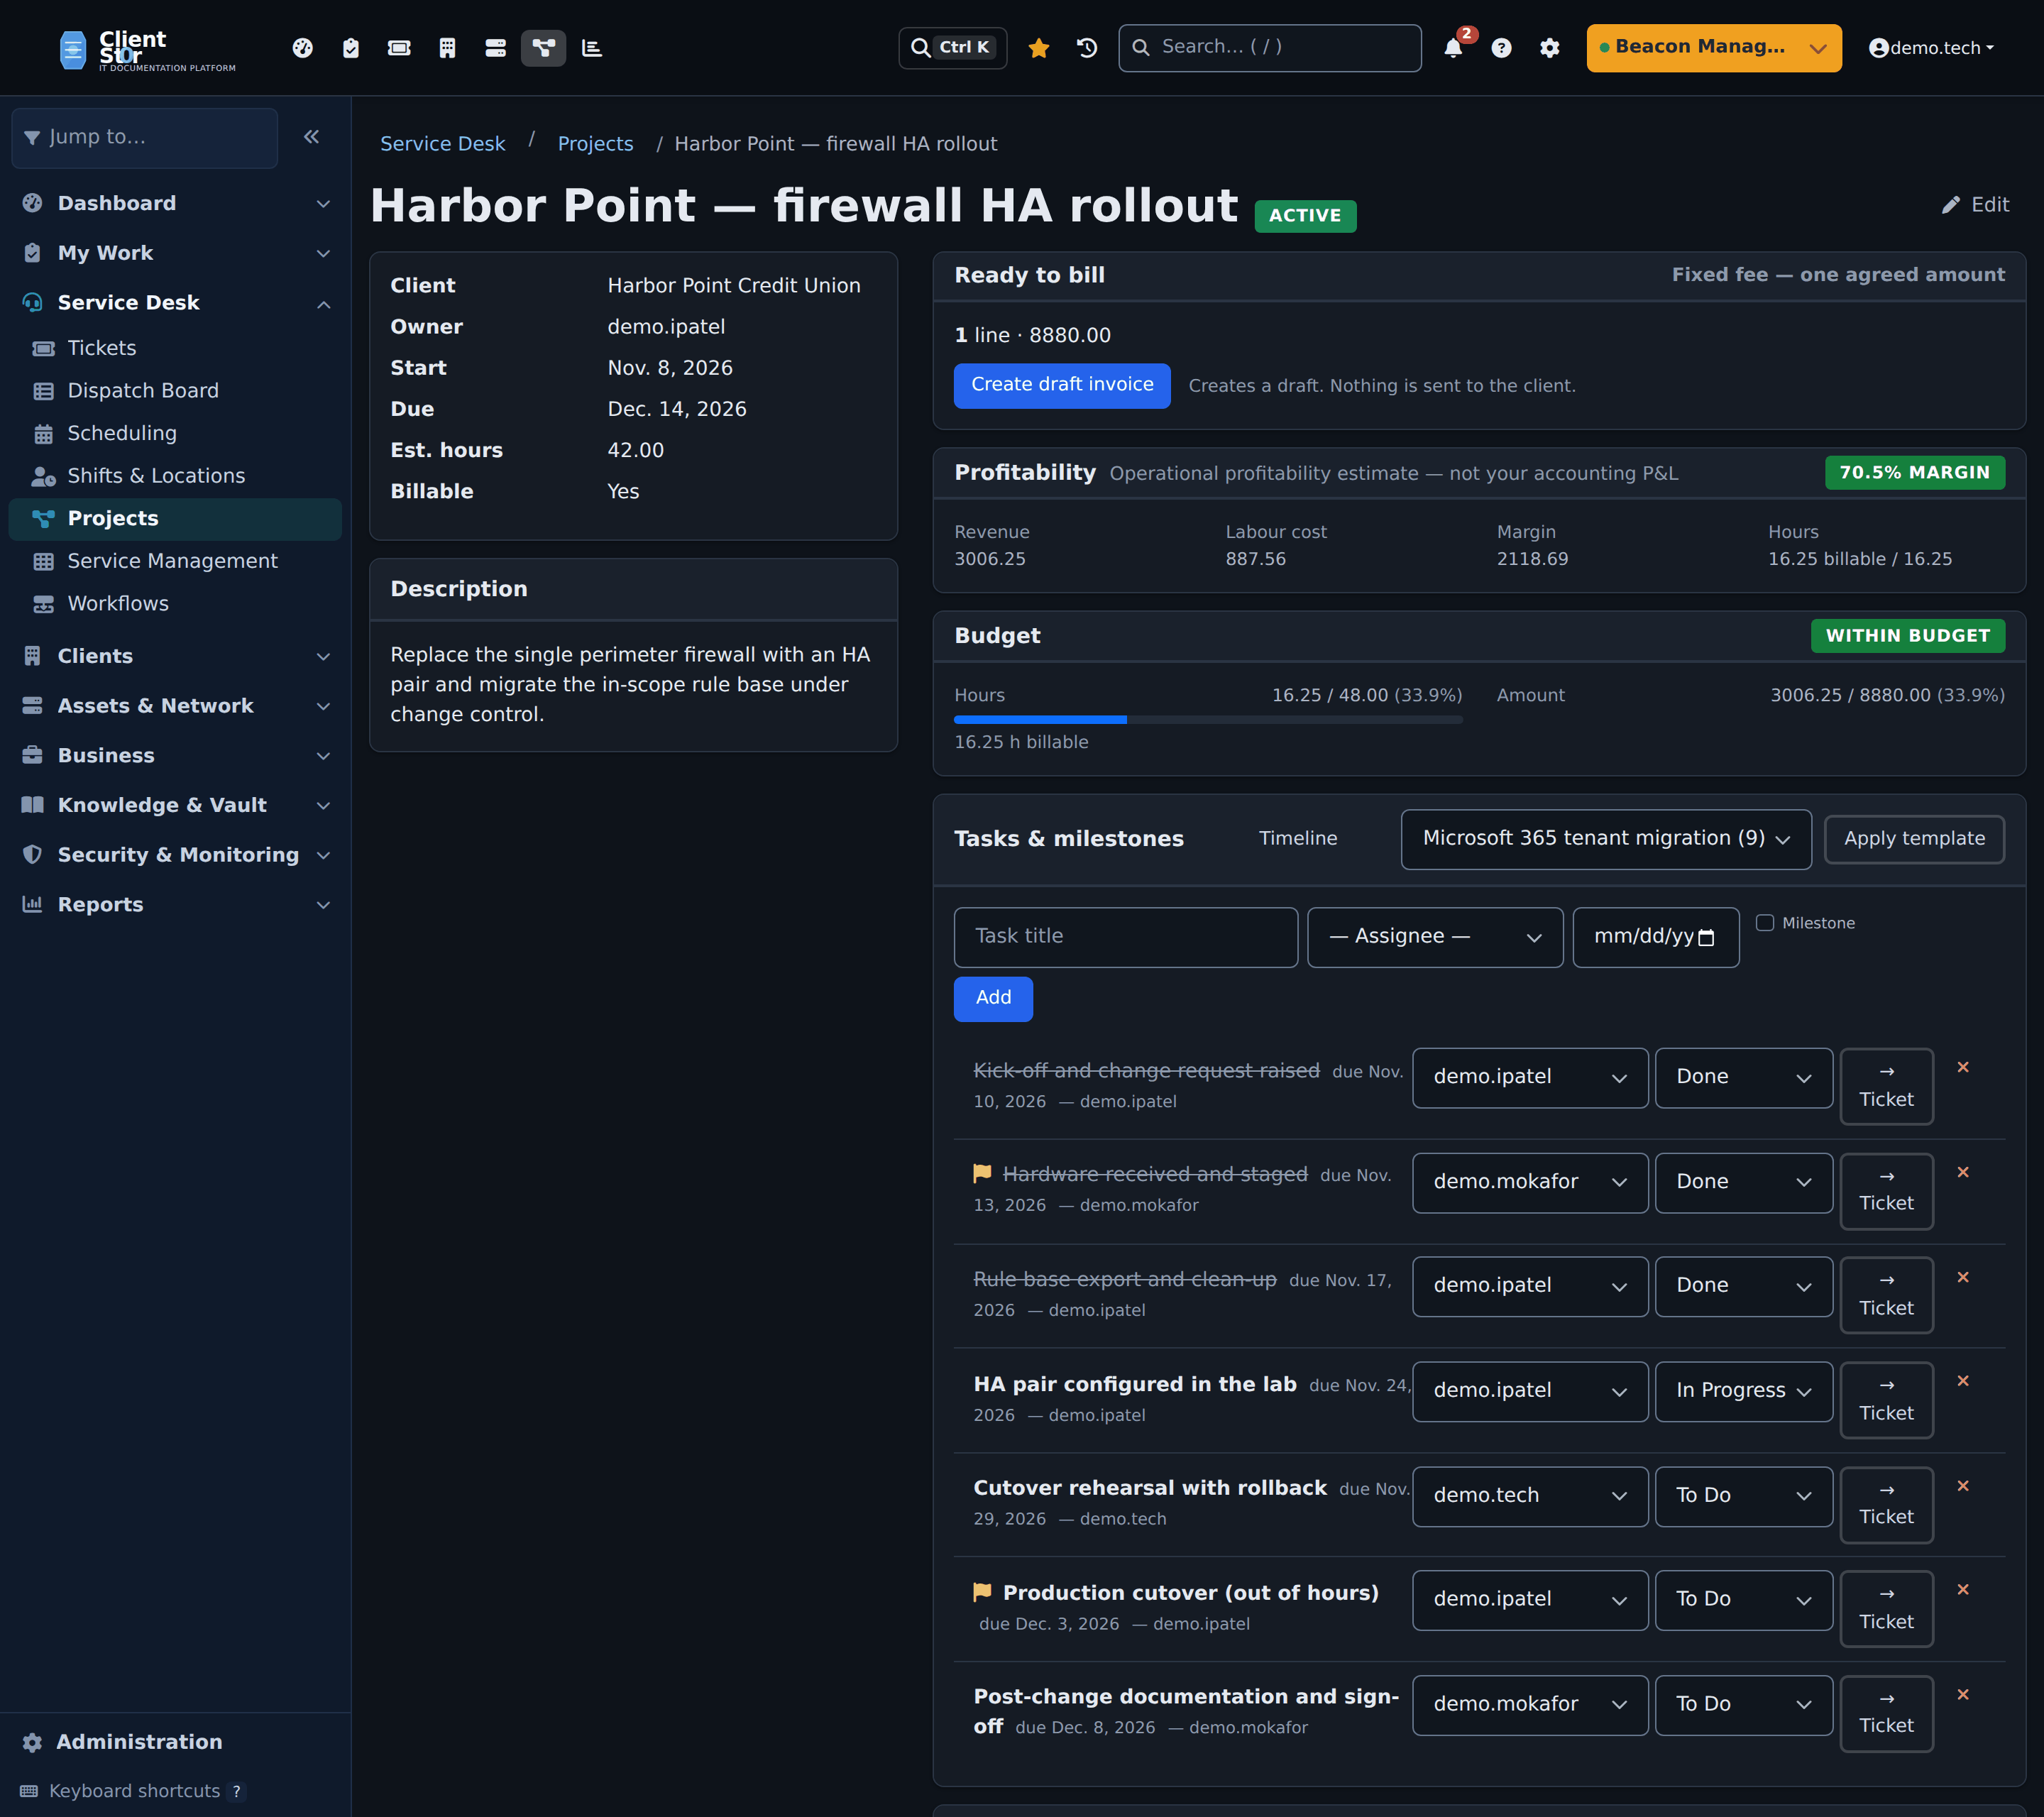 Client
St0r
IT DOCUMENTATION PLATFORM
Ctrl K
Search... ( / )
2
Beacon Manag...
demo.tech
Jump to...
Dashboard
My Work
Service Desk
Tickets
Dispatch Board
Scheduling
Shifts & Locations
Projects
Service Management
Workflows
Clients
Assets & Network
Business
Knowledge & Vault
Security & Monitoring
Reports
Administration
Keyboard shortcuts ?
Service Desk / Projects / Harbor Point — firewall HA rollout
Harbor Point — firewall HA rollout ACTIVE
Edit
Client Harbor Point Credit Union
Owner demo.ipatel
Start Nov. 8, 2026
Due Dec. 14, 2026
Est. hours 42.00
Billable Yes
Description
Replace the single perimeter firewall with an HA
pair and migrate the in-scope rule base under
change control.
Ready to bill Fixed fee — one agreed amount
1 line · 8880.00
Create draft invoice Creates a draft. Nothing is sent to the client.
Profitability Operational profitability estimate — not your accounting P&L 70.5% MARGIN
Revenue Labour cost Margin Hours
3006.25 887.56 2118.69 16.25 billable / 16.25
Budget WITHIN BUDGET
Hours 16.25 / 48.00 (33.9%) Amount 3006.25 / 8880.00 (33.9%)
16.25 h billable
Tasks & milestones Timeline Microsoft 365 tenant migration (9) Apply template
Task title — Assignee — mm/dd/yy Milestone
Add
Kick-off and change request raised due Nov. demo.ipatel Done → Ticket ×
10, 2026 — demo.ipatel
Hardware received and staged due Nov. demo.mokafor Done → Ticket ×
13, 2026 — demo.mokafor
Rule base export and clean-up due Nov. 17, demo.ipatel Done → Ticket ×
2026 — demo.ipatel
HA pair configured in the lab due Nov. 24, demo.ipatel In Progress → Ticket ×
2026 — demo.ipatel
Cutover rehearsal with rollback due Nov. demo.tech To Do → Ticket ×
29, 2026 — demo.tech
Production cutover (out of hours) demo.ipatel To Do → Ticket ×
due Dec. 3, 2026 — demo.ipatel
Post-change documentation and sign- demo.mokafor To Do → Ticket ×
off due Dec. 8, 2026 — demo.mokafor